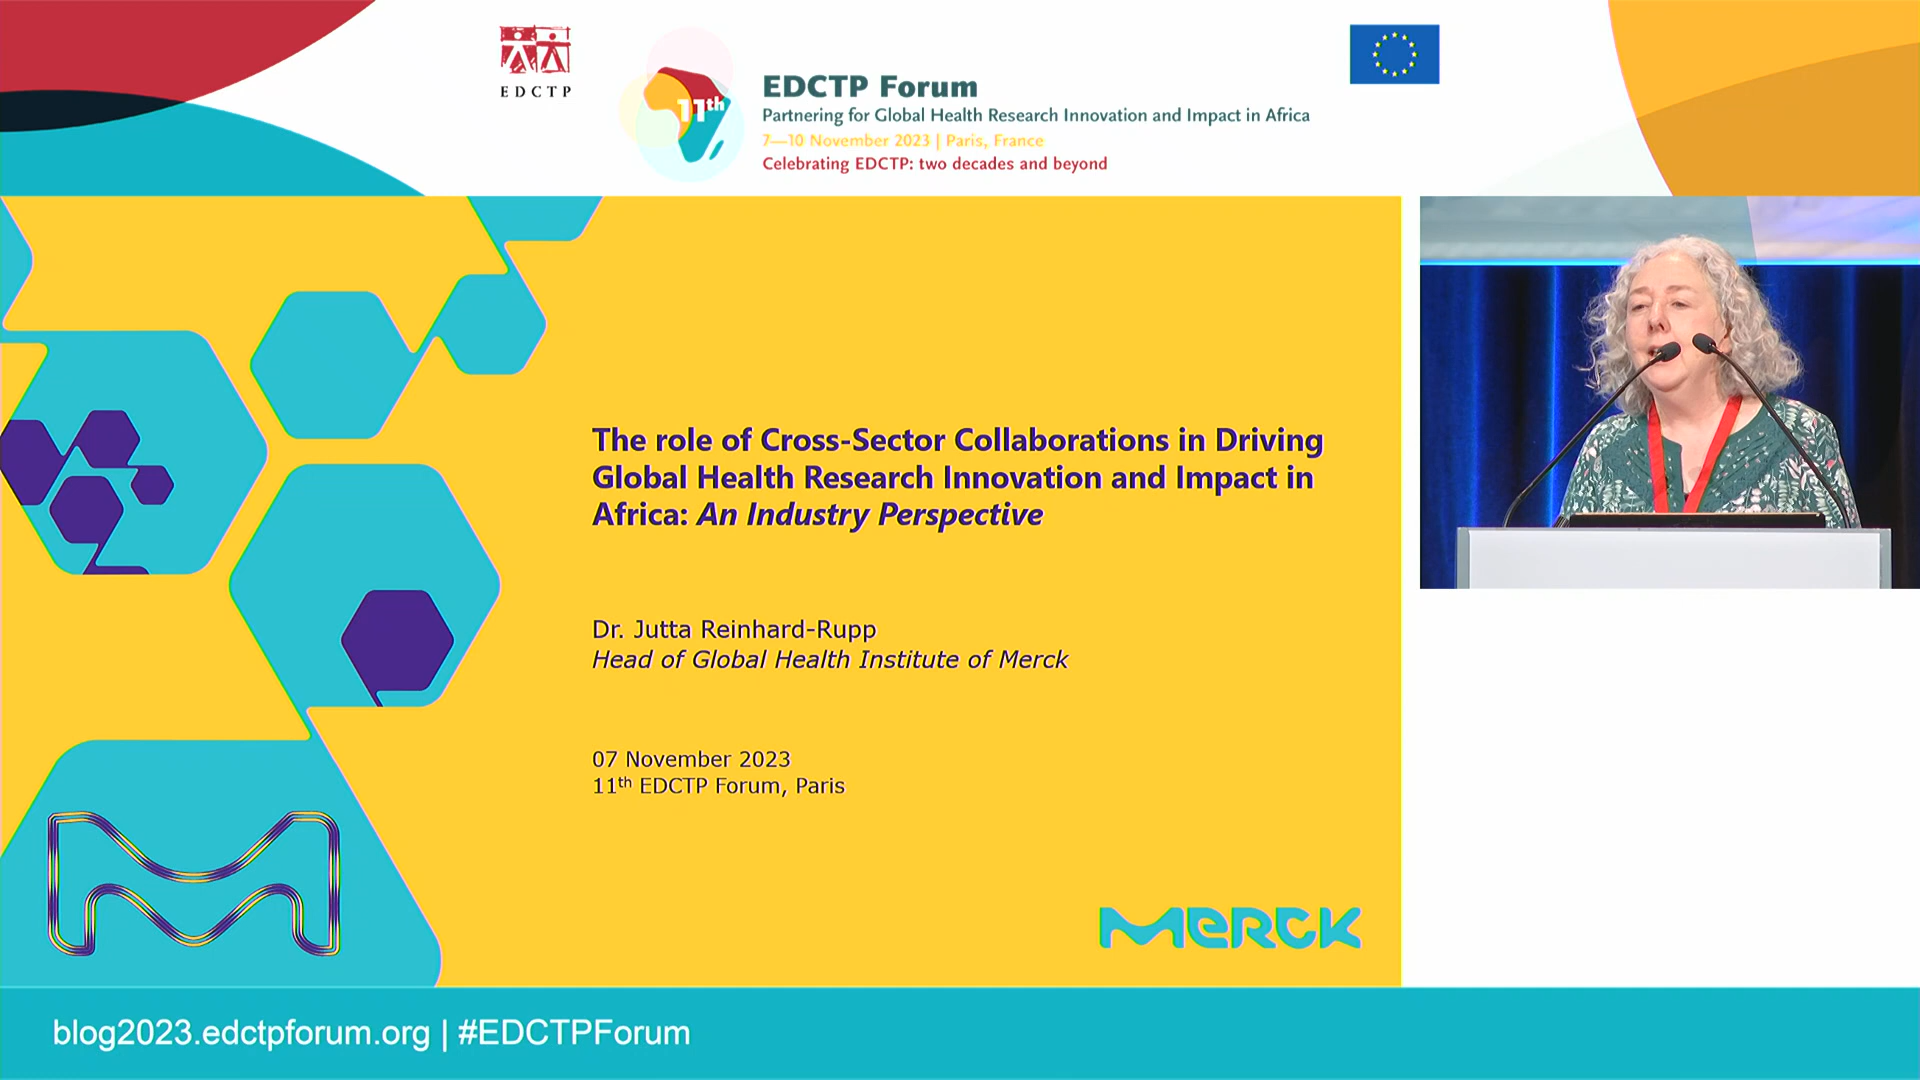 EDCTP
11th
EDCTP Forum
Partnering for Global Health Research Innovation and Impact in Africa
7—10 November 2023 | Paris, France
Celebrating EDCTP: two decades and beyond
The role of Cross-Sector Collaborations in Driving
Global Health Research Innovation and Impact in
Africa: An Industry Perspective
Dr. Jutta Reinhard-Rupp
Head of Global Health Institute of Merck
07 November 2023
11th EDCTP Forum, Paris
MERCK
blog2023.edctpforum.org | #EDCTPForum